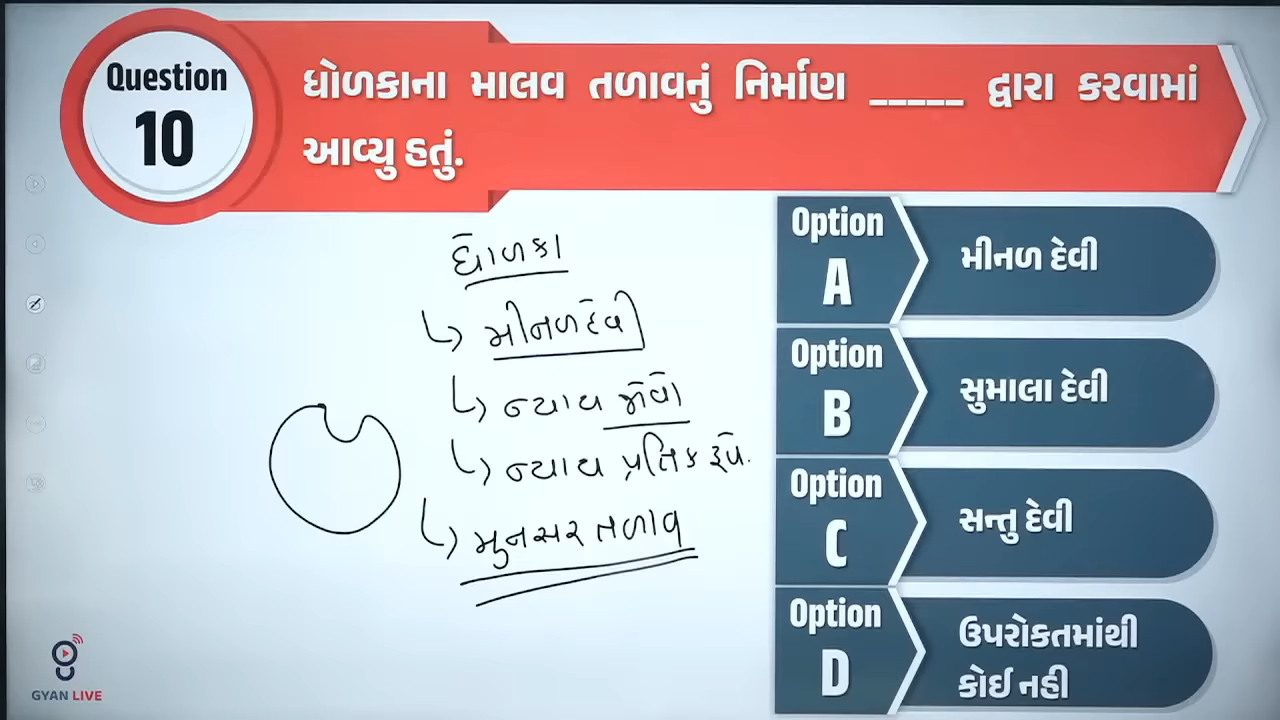 Question
10
ધોળકાના માલવ તળાવનું નિર્માણ _____ દ્વારા કરવામાં
આવ્યુ હતું.
ધોળકા
મીનળદેવી
ન્યાય જોવો
ન્યાય પ્રતિક રૂપે.
મુનસર તળાવ
Option
A
મીનળ દેવી
Option
B
સુમાલા દેવી
Option
C
સન્તુ દેવી
Option
D
ઉપરોકતમાંથી
કોઈ નહી
GYAN LIVE